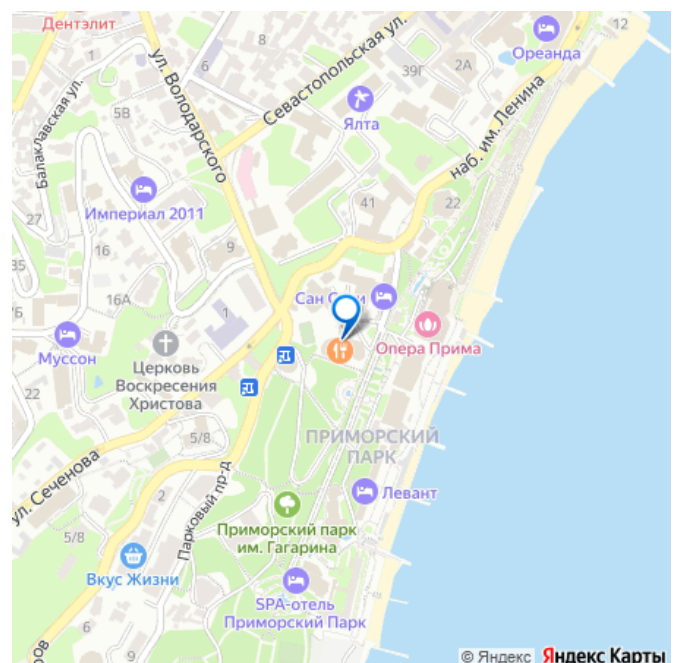 Дентэлит
12
Ореанда
8
Севастопольская ул.
39Г
2А
1
6
ул. Володарского
5В
Балаклавская ул.
Ялта
наб. им. Ленина
Империал 2011
41
22
27
16
9
35
16А
1
5Б
Муссон
Церковь
Воскресения
Христова
22
Опера Прима
5/8
ПРИМОРСКИЙ
ПАРК
ул. Сеченова
2
Парковый пр-д
Левант
5/8
Приморский парк
им. Гагарина
Вкус Жизни
SPA-отель
Приморский Парк
6
9
© Яндекс Яндекс Карты